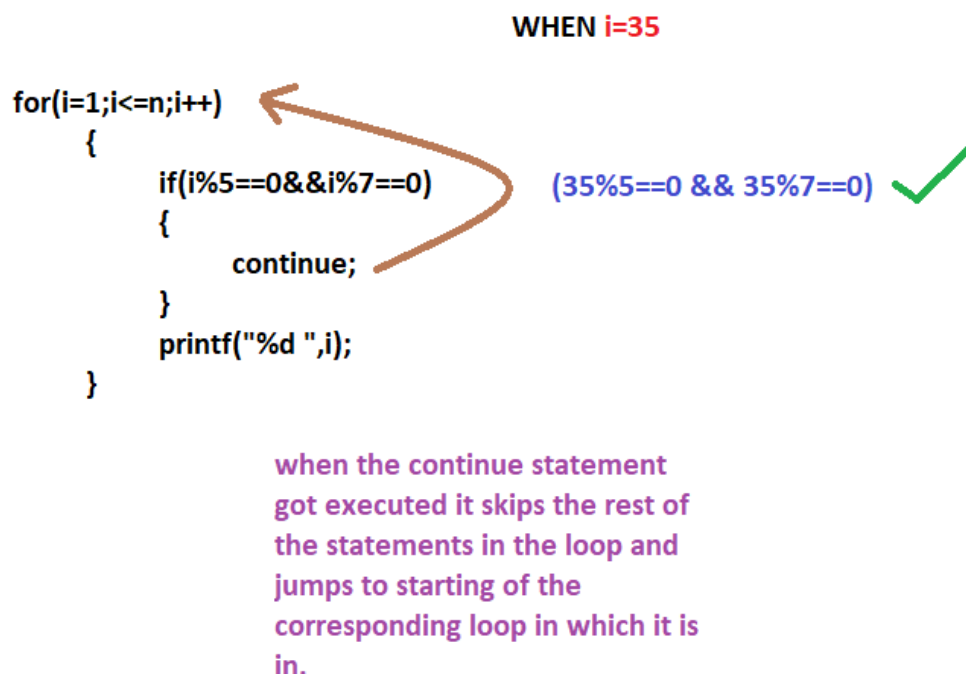 WHEN i=35
for(i=1;i<=n;i++)
{
if(i%5==0&&i%7==0) (35%5==0 && 35%7==0)
{
continue;
}
printf("%d ",i);
}
when the continue statement
got executed it skips the rest of
the statements in the loop and
jumps to starting of the
corresponding loop in which it is
in.